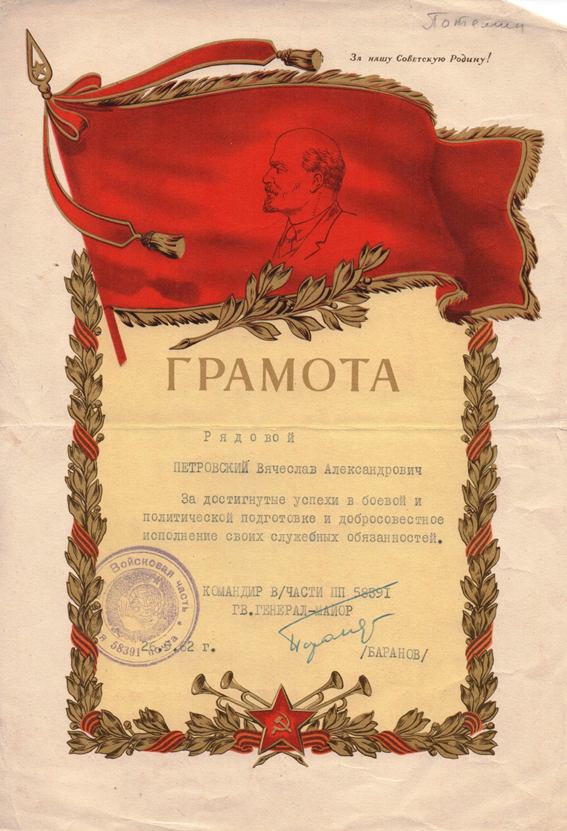 Потемин
За нашу Советскую Родину!
ГРАМОТА
Рядовой
ПЕТРОВСКИЙ Вячеслав Александрович
За достигнутые успехи в боевой и
политической подготовке и добросовестное
исполнение своих служебных обязанностей.
КОМАНДИР В/ЧАСТИ ПП 58391
ГВ.ГЕНЕРАЛ-МАЙОР
/БАРАНОВ/
Войсковая часть
58391
г.